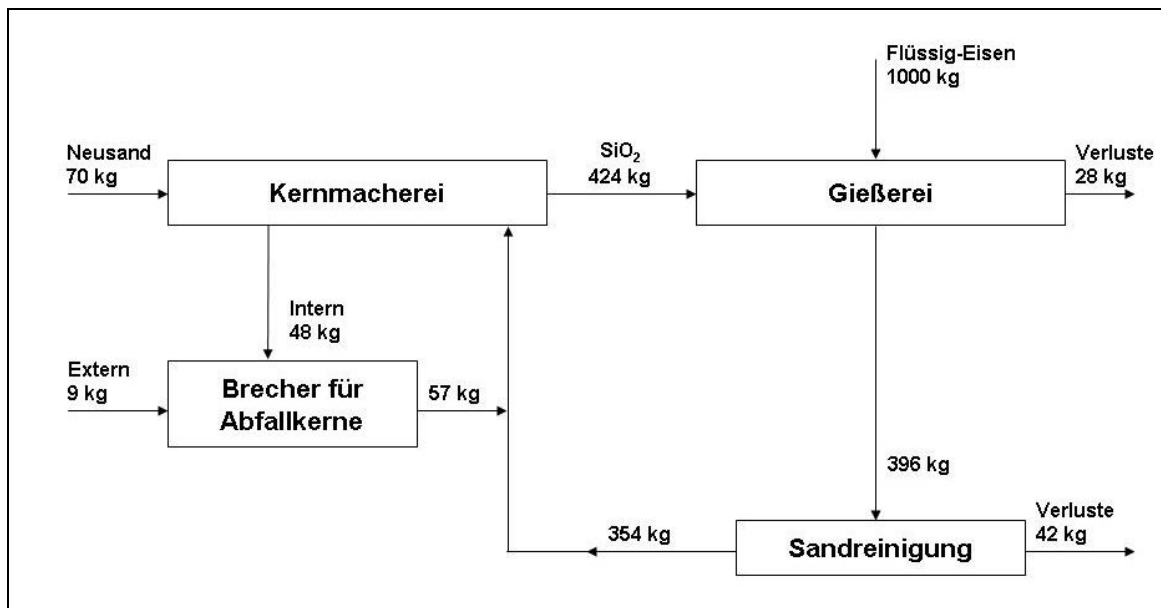 Flüssig-Eisen
1000 kg
Neusand
70 kg
Kernmacherei
SiO₂
424 kg
Gießerei
Verluste
28 kg
Intern
48 kg
Extern
9 kg
Brecher für
Abfallkerne
57 kg
396 kg
354 kg
Sandreinigung
Verluste
42 kg